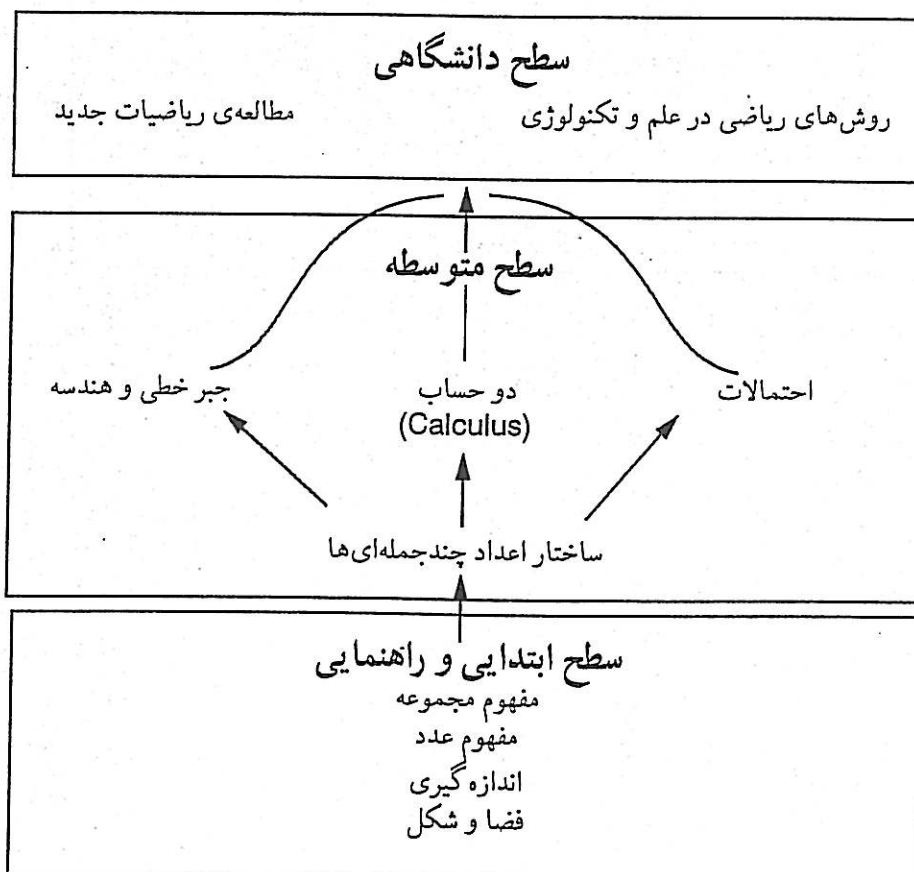 سطح دانشگاهی
روش‌های ریاضی در علم و تکنولوژی
مطالعه‌ی ریاضیات جدید
سطح متوسطه
احتمالات
دو حساب
(Calculus)
جبر خطی و هندسه
ساختار اعداد چندجمله‌ای‌ها
سطح ابتدایی و راهنمایی
مفهوم مجموعه
مفهوم عدد
اندازه‌گیری
فضا و شکل